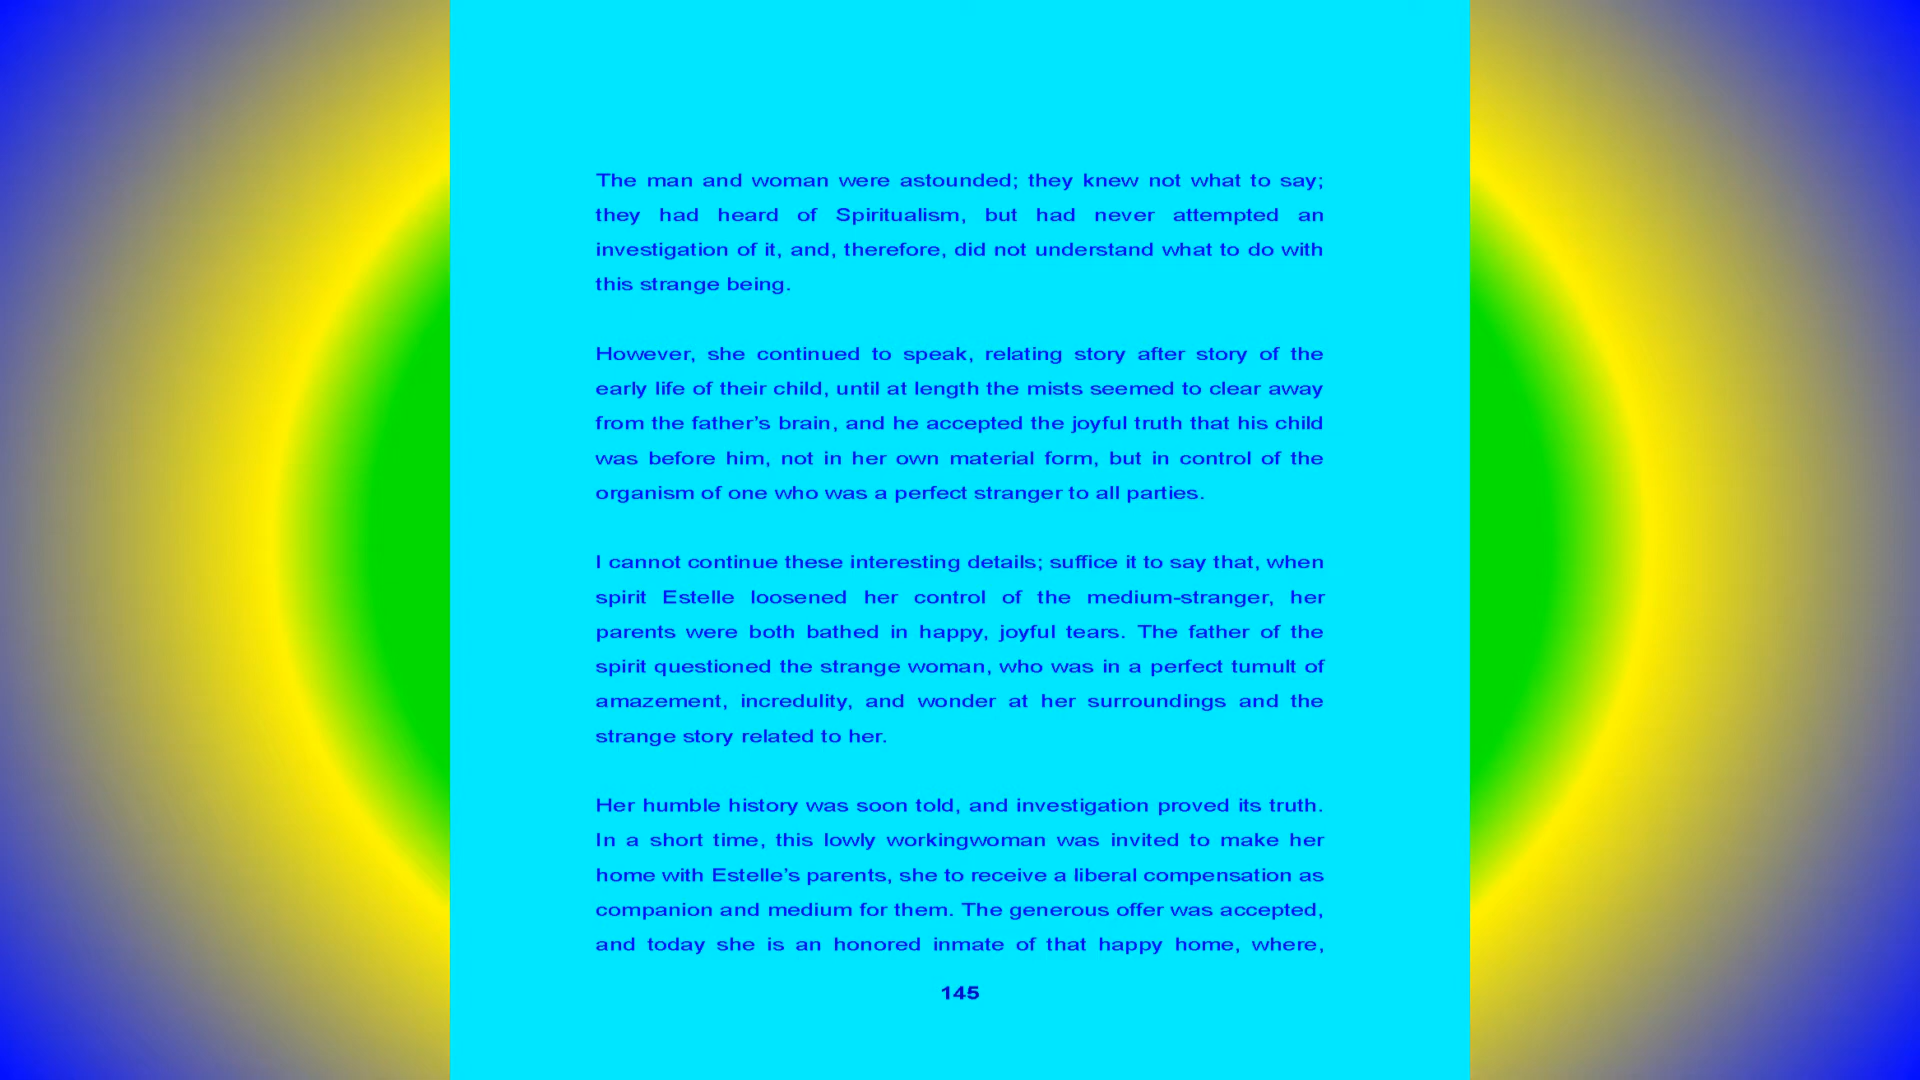 The man and woman were astounded; they knew not what to say;
they had heard of Spiritualism, but had never attempted an
investigation of it, and, therefore, did not understand what to do with
this strange being.
However, she continued to speak, relating story after story of the
early life of their child, until at length the mists seemed to clear away
from the father’s brain, and he accepted the joyful truth that his child
was before him, not in her own material form, but in control of the
organism of one who was a perfect stranger to all parties.
I cannot continue these interesting details; suffice it to say that, when
spirit Estelle loosened her control of the medium-stranger, her
parents were both bathed in happy, joyful tears. The father of the
spirit questioned the strange woman, who was in a perfect tumult of
amazement, incredulity, and wonder at her surroundings and the
strange story related to her.
Her humble history was soon told, and investigation proved its truth.
In a short time, this lowly workingwoman was invited to make her
home with Estelle’s parents, she to receive a liberal compensation as
companion and medium for them. The generous offer was accepted,
and today she is an honored inmate of that happy home, where,
145